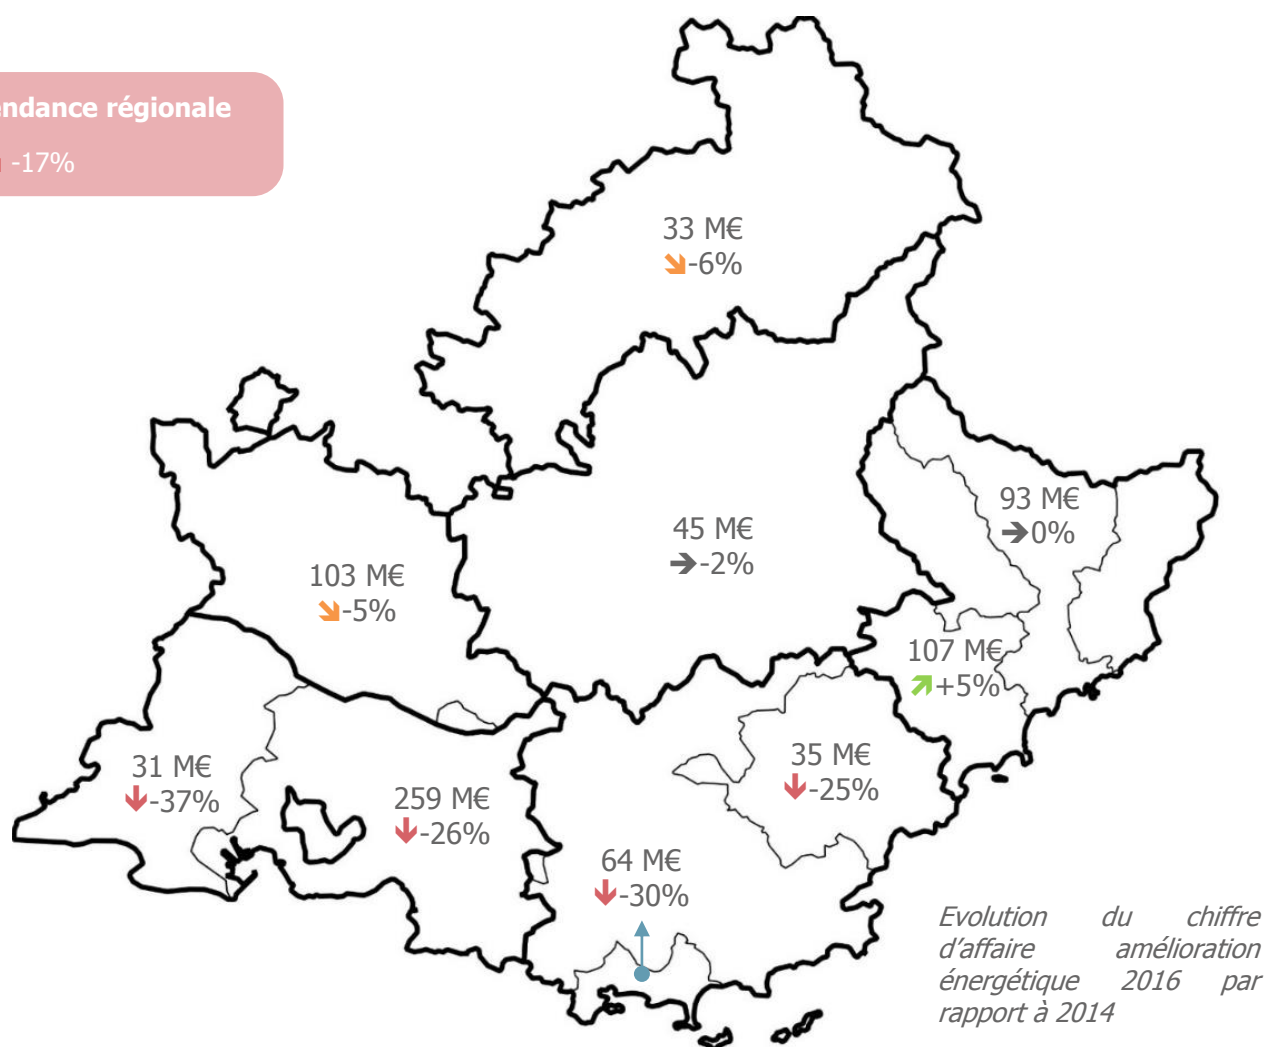 endance régionale
-17%
33 M€
-6%
93 M€
0%
45 M€
-2%
103 M€
-5%
107 M€
+5%
31 M€
-37%
259 M€
-26%
35 M€
-25%
64 M€
-30%
Evolution du chiffre
d'affaire amélioration
énergétique 2016 par
rapport à 2014